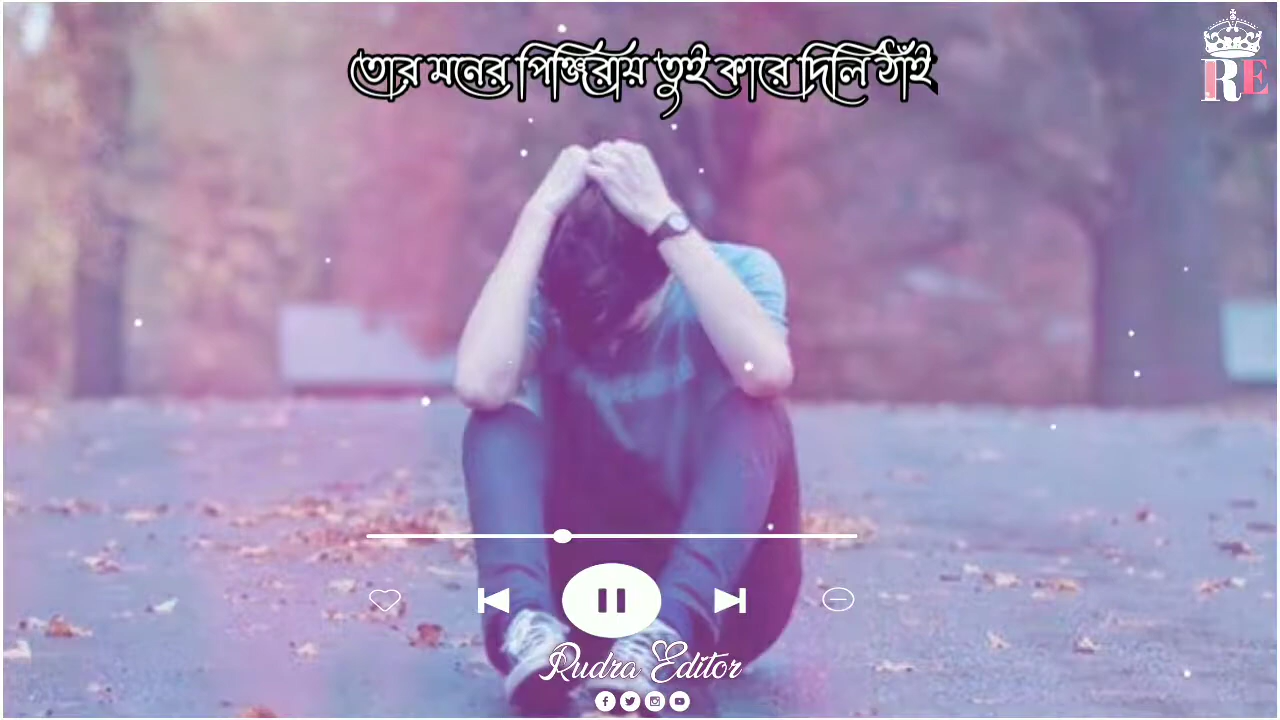 তোর মনের পিঞ্জিরায় তুই কারে দিলি ঠাঁই
RE
Rudra Editor